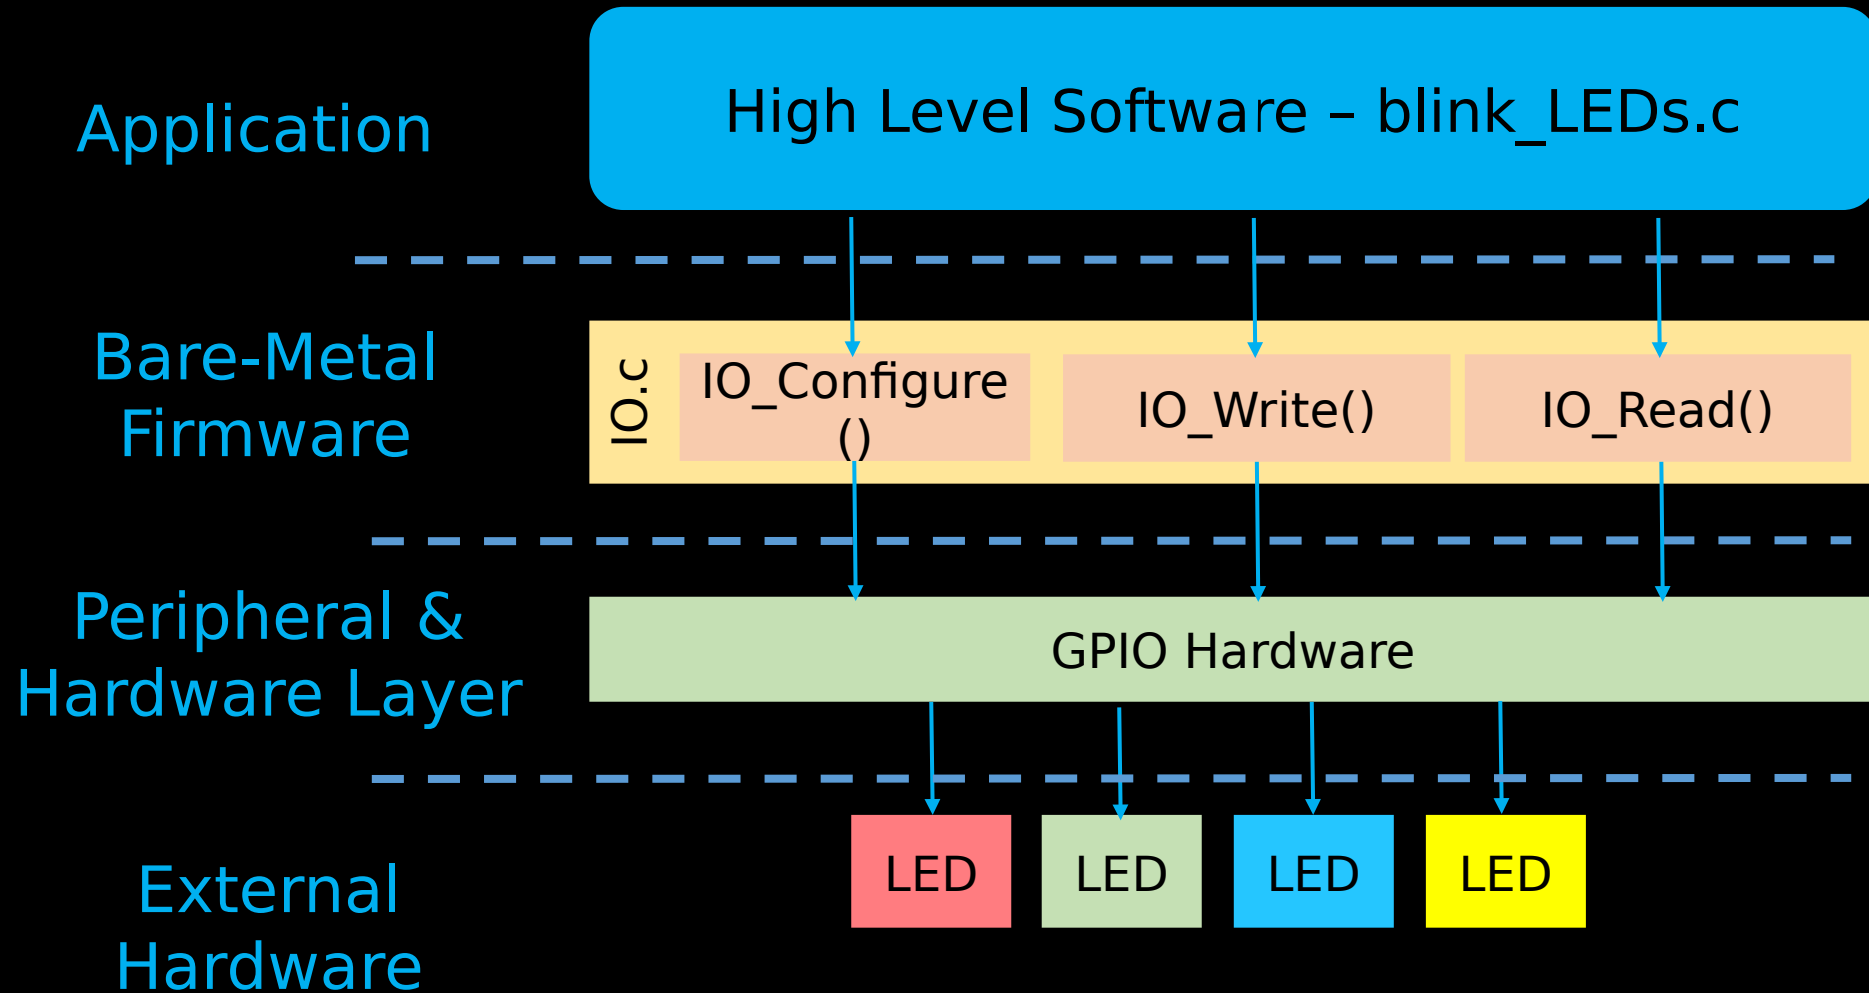 Application
High Level Software – blink_LEDs.c
Bare-Metal
Firmware
IO.c
IO_Configure
()
IO_Write()
IO_Read()
Peripheral &
Hardware Layer
GPIO Hardware
External
Hardware
LED
LED
LED
LED